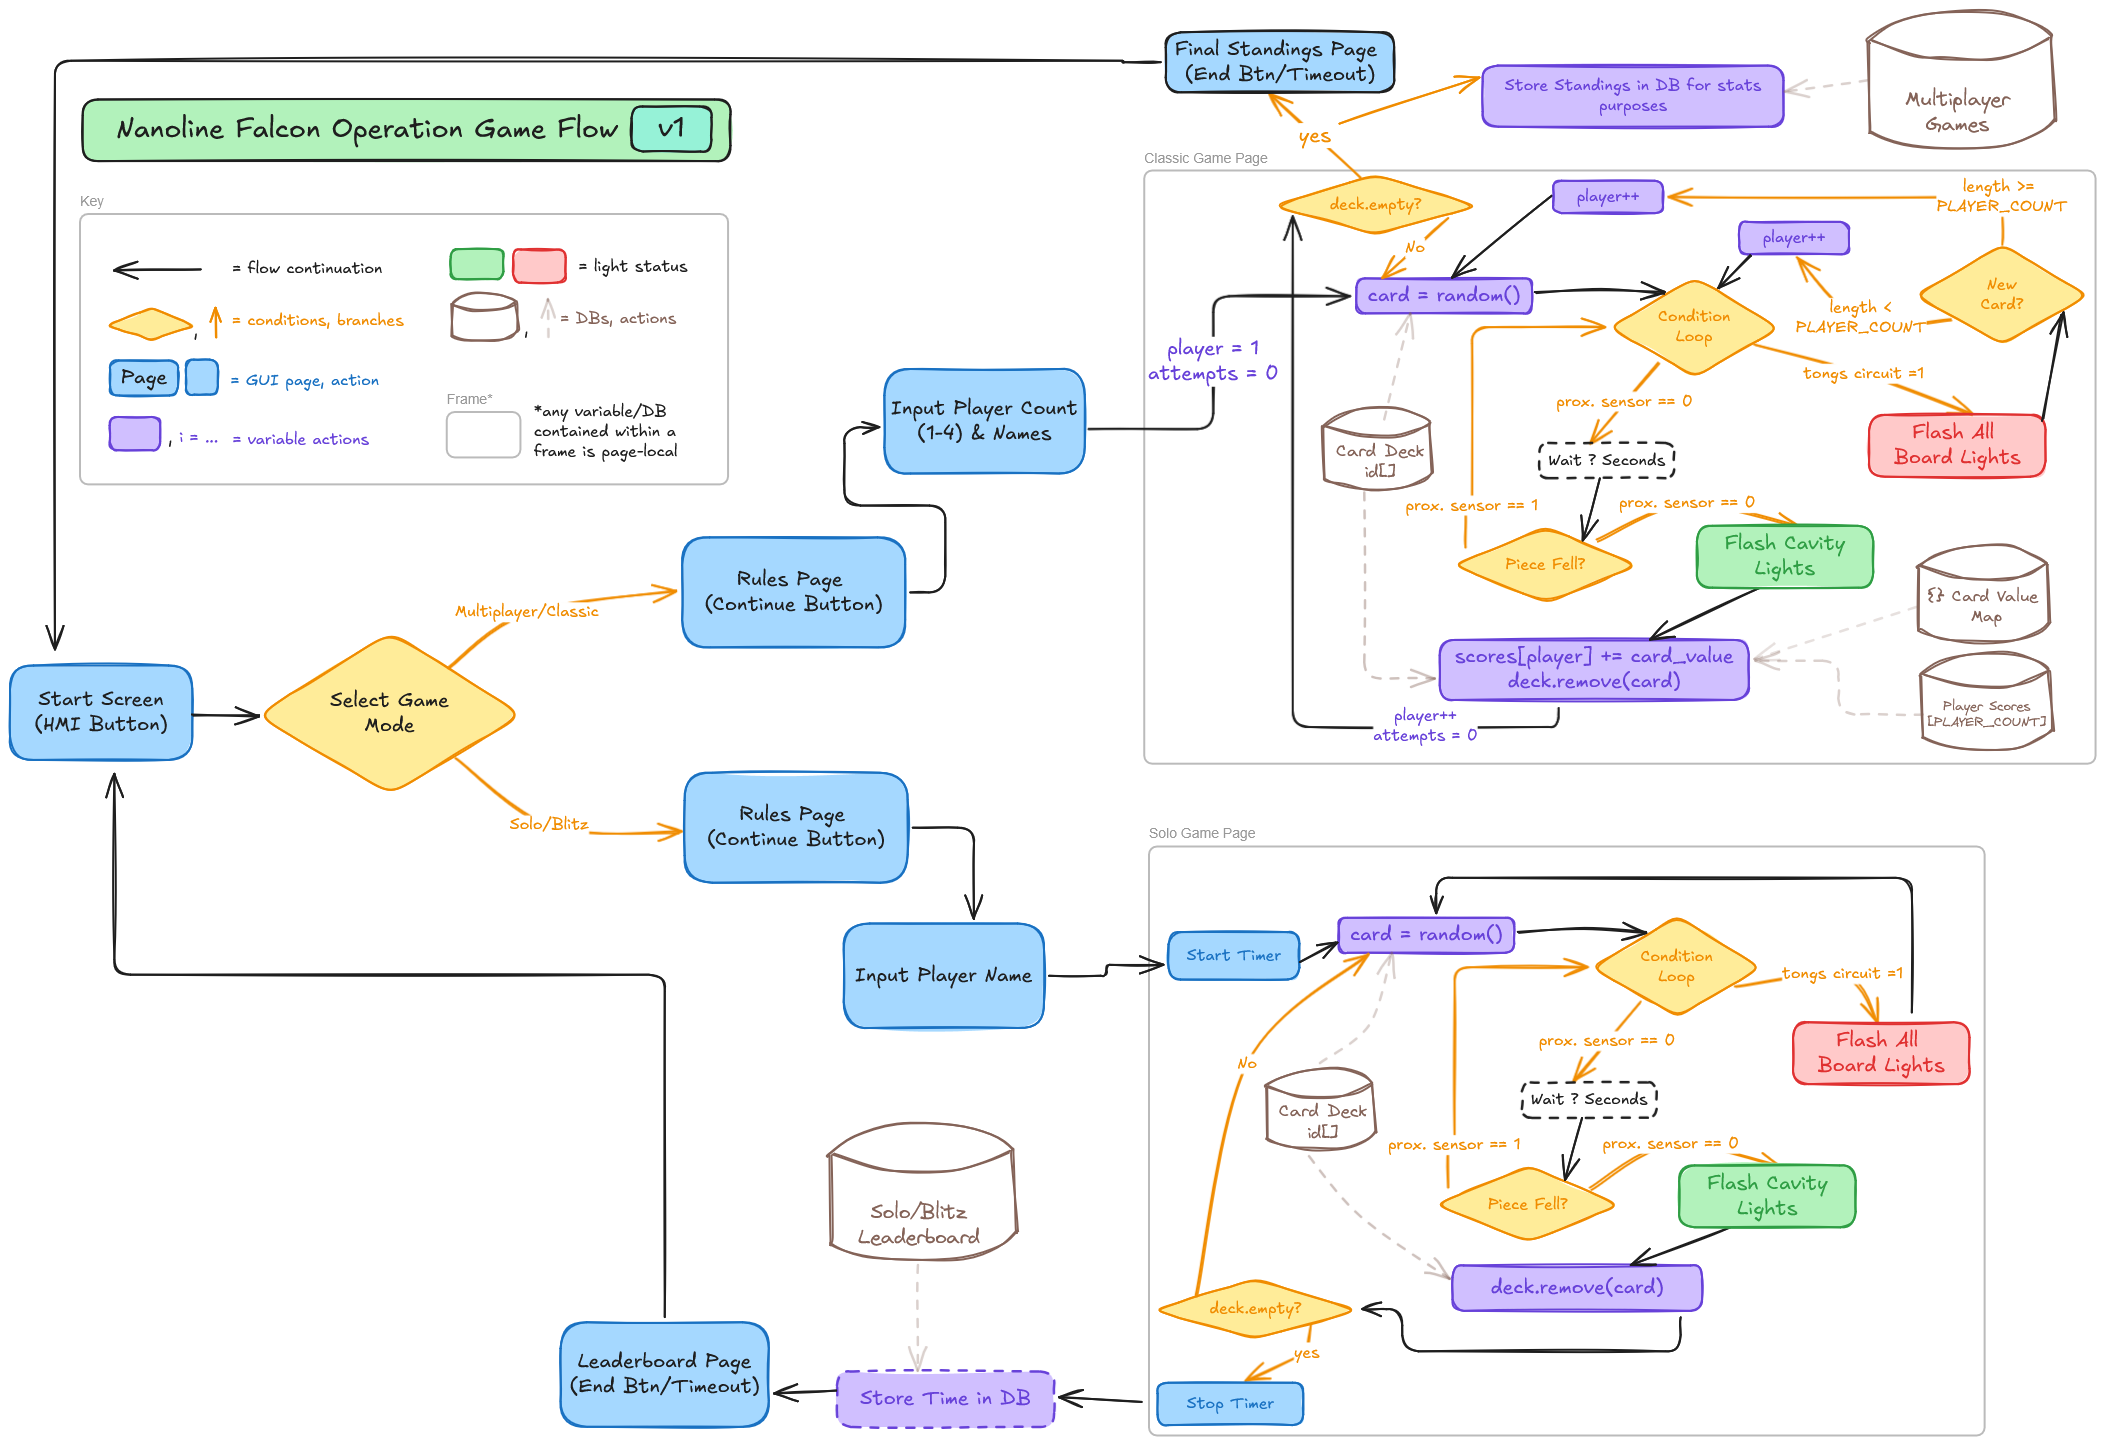 Final Standings Page
(End Btn/Timeout)
Store Standings in DB for stats
purposes
Multiplayer
Games
Nanoline Falcon Operation Game Flow
v1
yes
Key
= flow continuation
= light status
,
= conditions, branches
,
= DBs, actions
Page
= GUI page, action
, i = ...
= variable actions
Frame*
*any variable/DB
contained within a
frame is page-local
Classic Game Page
deck.empty?
No
player++
length >=
PLAYER_COUNT
player++
New
Card?
length <
PLAYER_COUNT
card = random()
Condition
Loop
player = 1
attempts = 0
tongs circuit =1
prox. sensor == 0
Flash All
Board Lights
Card Deck
id[]
Wait ? Seconds
prox. sensor == 1
prox. sensor == 0
Piece Fell?
Flash Cavity
Lights
{} Card Value
Map
scores[player] += card_value
deck.remove(card)
Player Scores
[PLAYER_COUNT]
player++
attempts = 0
Input Player Count
(1-4) & Names
Rules Page
(Continue Button)
Multiplayer/Classic
Start Screen
(HMI Button)
Select Game
Mode
Solo/Blitz
Rules Page
(Continue Button)
Input Player Name
Solo Game Page
Start Timer
card = random()
Condition
Loop
tongs circuit =1
Flash All
Board Lights
prox. sensor == 0
No
Card Deck
id[]
Wait ? Seconds
prox. sensor == 1
prox. sensor == 0
Piece Fell?
Flash Cavity
Lights
deck.remove(card)
deck.empty?
yes
Stop Timer
Solo/Blitz
Leaderboard
Store Time in DB
Leaderboard Page
(End Btn/Timeout)